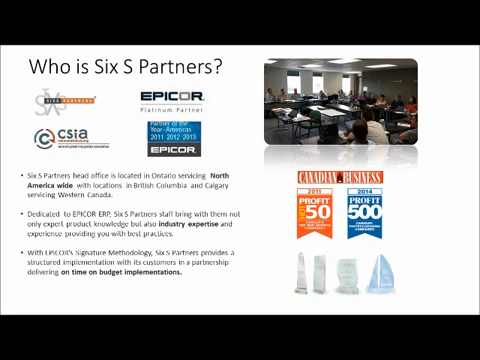 Who is Six S Partners?
SIXS PARTNERS
EPICOR
Platinum Partner
csia
Partner of the
Year-Americas
2011 2012 2013
EPICOR
Six S Partners head office is located in Ontario servicing North
America wide with locations in British Columbia and Calgary
servicing Western Canada.
Dedicated to EPICOR ERP, Six S Partners staff bring with them not
only expert product knowledge but also industry expertise and
experience providing you with best practices.
With EPICOR's Signature Methodology, Six S Partners provides a
structured implementation with its customers in a partnership
delivering on time on budget implementations.
CANADIAN BUSINESS
2011
PROFIT
HOT
50
2014
PROFIT
500